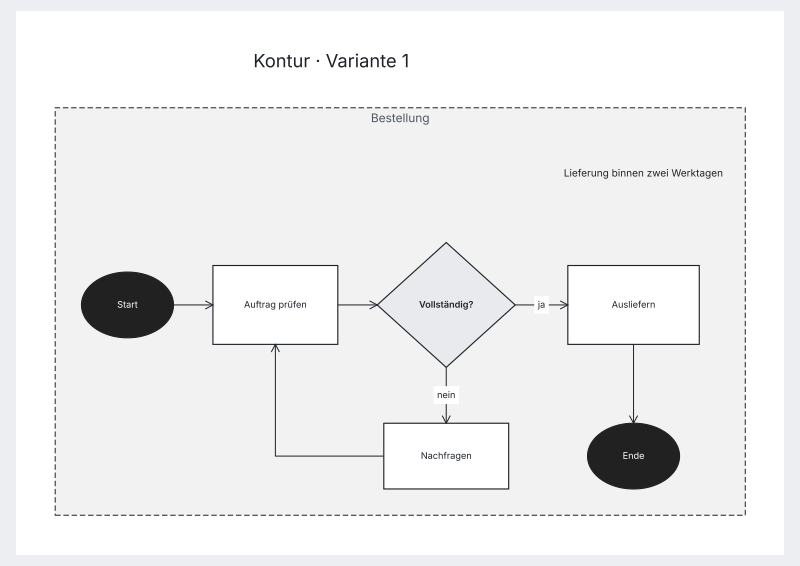 Kontur · Variante 1
Bestellung
Lieferung binnen zwei Werktagen
Start
Auftrag prüfen
Vollständig?
ja
Ausliefern
nein
Nachfragen
Ende